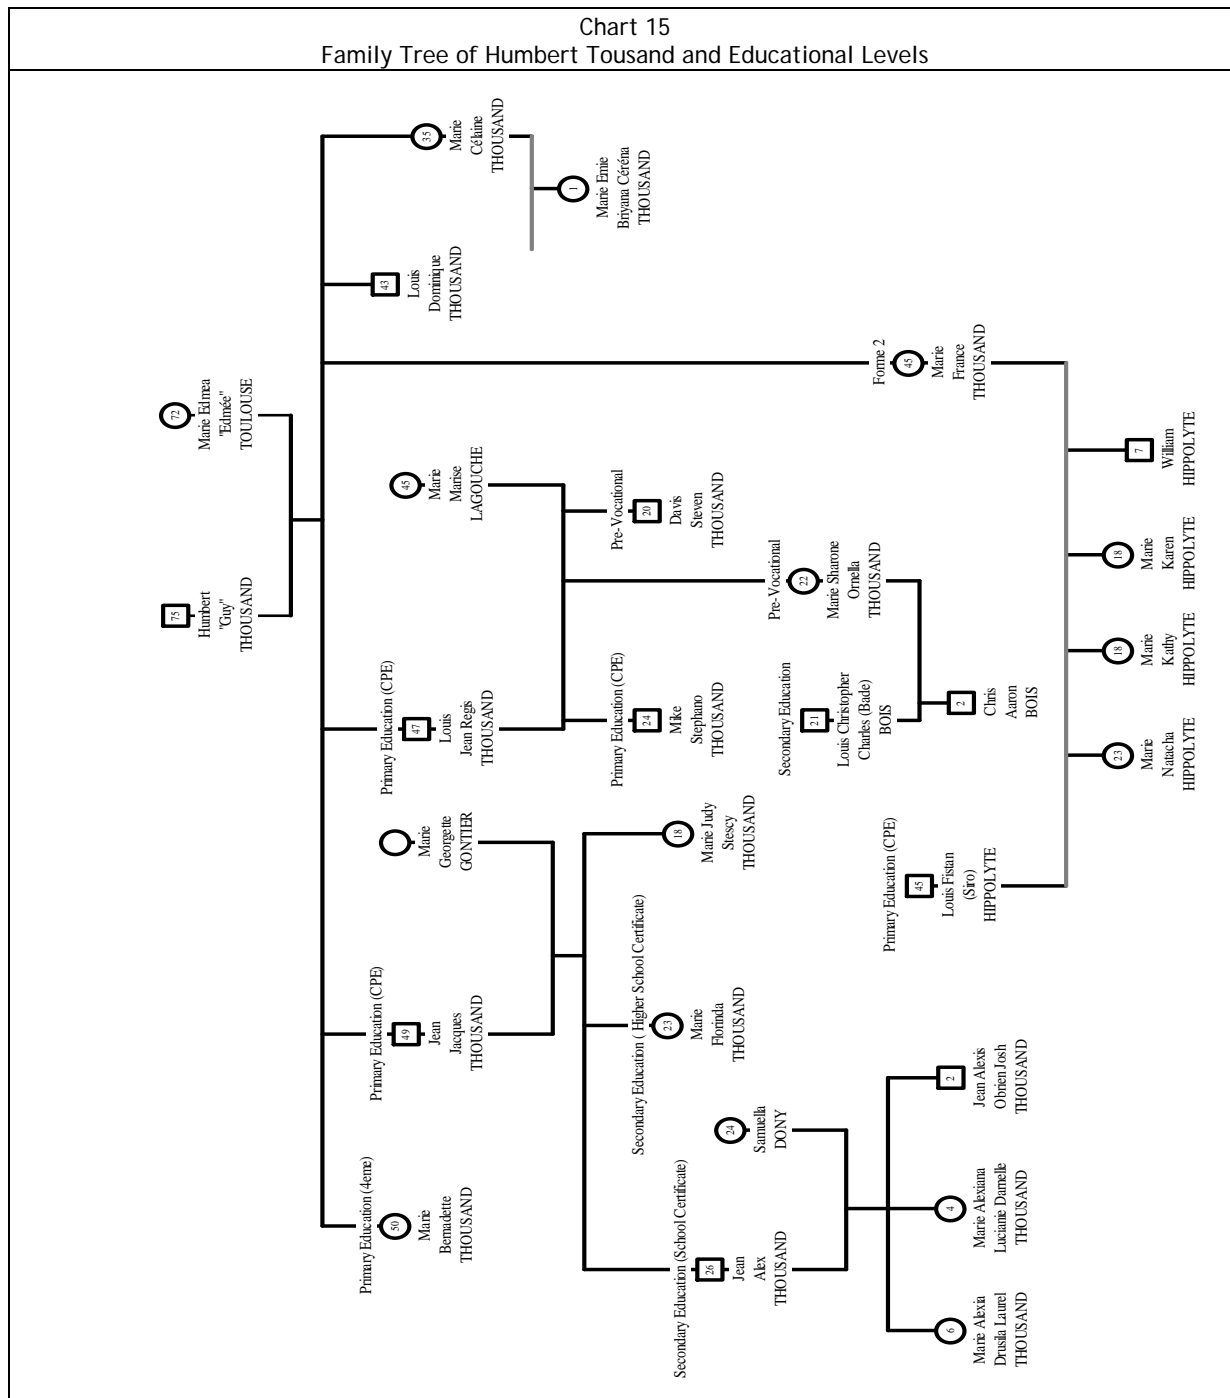 Chart 15
Family Tree of Humbert Tousand and Educational Levels
75
Humbert
"Guy"
THOUSAND
72
Marie Edmea
"Edmée"
TOULOUSE
Primary Education (4eme)
50
Marie
Bernadette
THOUSAND
Primary Education (CPE)
49
Jean
Jacques
THOUSAND
Marie
Georgette
GONTIER
Primary Education (CPE)
47
Louis
Jean Regis
THOUSAND
45
Marie
Marise
LAGOUCHE
43
Louis
Dominique
THOUSAND
35
Marie
Célaine
THOUSAND
1
Marie Emie
Briyana Céréna
THOUSAND
Secondary Education (School Certificate)
26
Jean
Alex
THOUSAND
24
Samuella
DONY
Secondary Education ( Higher School Certificate)
23
Marie
Florinda
THOUSAND
18
Marie Judy
Stescy
THOUSAND
Primary Education (CPE)
24
Mike
Stephano
THOUSAND
Pre-Vocational
20
Davis
Steven
THOUSAND
Secondary Education
21
Louis Christopher
Charles (Bade)
BOIS
Pre-Vocational
22
Marie Sharone
Ornella
THOUSAND
Forme 2
45
Marie
France
THOUSAND
Primary Education (CPE)
45
Louis Fistan
(Siro)
HIPPOLYTE
6
Marie Alexia
Drusila Laurel
THOUSAND
4
Marie Alexiana
Lucianie Darnelle
THOUSAND
2
Jean Alexis
Obrien Josh
THOUSAND
2
Chris
Aaron
BOIS
23
Marie
Natacha
HIPPOLYTE
18
Marie
Kathy
HIPPOLYTE
18
Marie
Karen
HIPPOLYTE
7
William
HIPPOLYTE